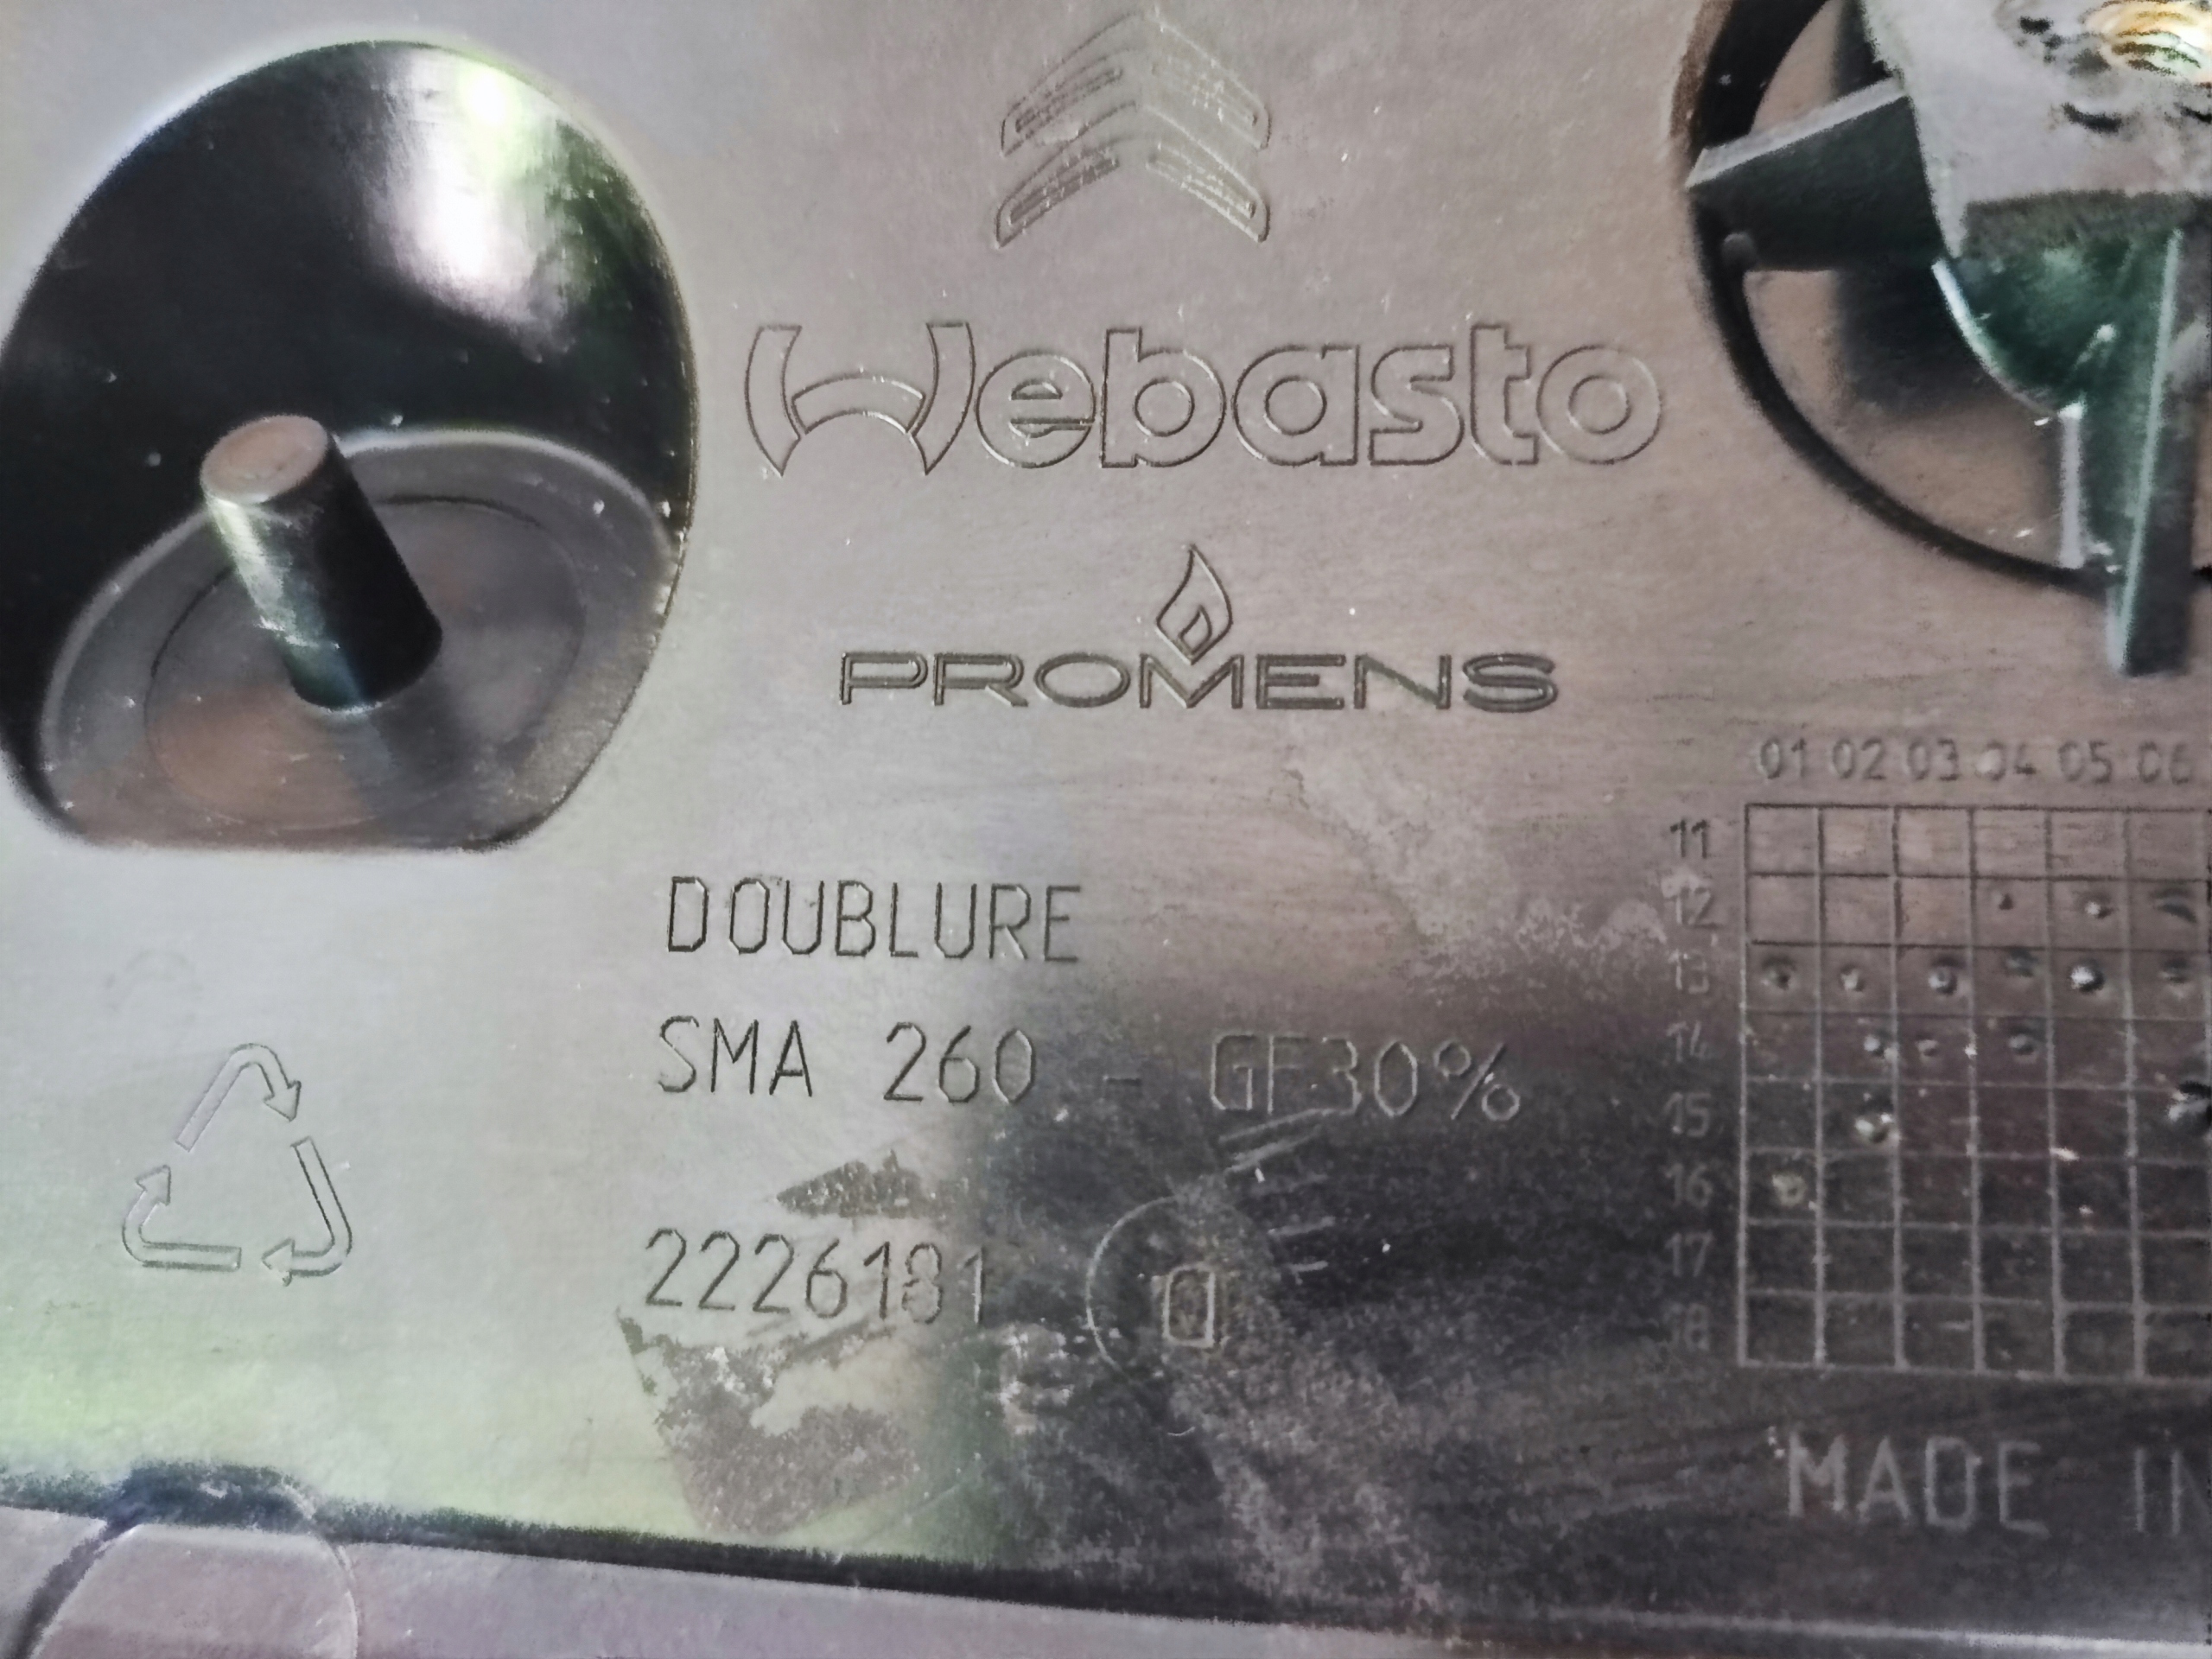 Webasto
PROMENS
01 02 03 04 05 06
11
12
13
14
15
16
17
18
DOUBLURE
SMA 260 - GF30%
2226181
MADE IN